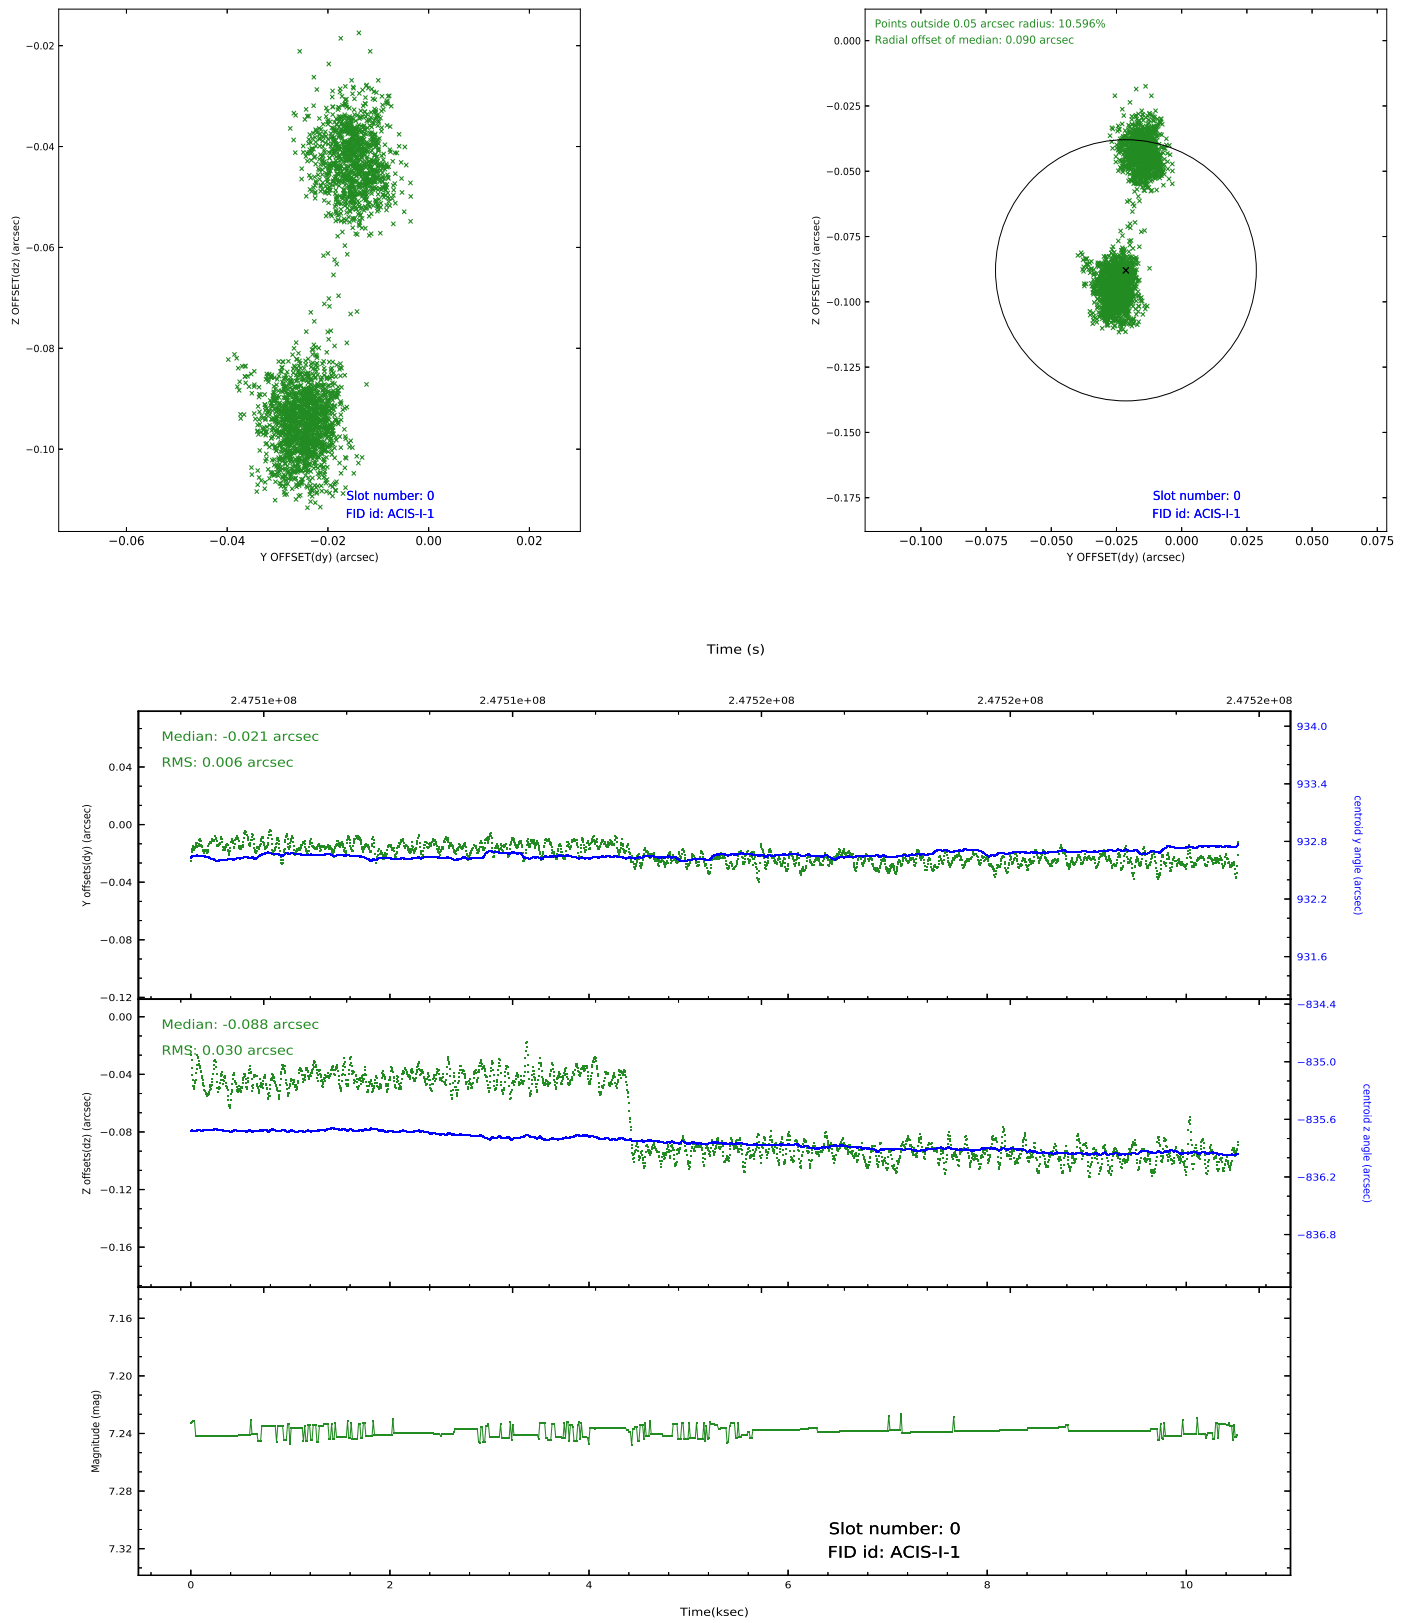 −0.02
−0.04
−0.06
−0.08
−0.10
Z OFFSET(dz) (arcsec)
Slot number: 0
FID id: ACIS-I-1
−0.06
−0.04
−0.02
0.00
0.02
Y OFFSET(dy) (arcsec)
Points outside 0.05 arcsec radius: 10.596%
Radial offset of median: 0.090 arcsec
0.000
−0.025
−0.050
−0.075
−0.100
−0.125
−0.150
−0.175
Z OFFSET(dz) (arcsec)
Slot number: 0
FID id: ACIS-I-1
−0.100
−0.075
−0.050
−0.025
0.000
0.025
0.050
0.075
Y OFFSET(dy) (arcsec)
Time (s)
2.4751e+08
2.4751e+08
2.4752e+08
2.4752e+08
2.4752e+08
Median: -0.021 arcsec
RMS: 0.006 arcsec
0.04
0.00
−0.04
−0.08
−0.12
Y offsets(dy) (arcsec)
934.0
933.4
932.8
932.2
931.6
centroid y angle (arcsec)
Median: -0.088 arcsec
RMS: 0.030 arcsec
0.00
−0.04
−0.08
−0.12
−0.16
Z offsets(dz) (arcsec)
−834.4
−835.0
−835.6
−836.2
−836.8
centroid z angle (arcsec)
7.16
7.20
7.24
7.28
7.32
Magnitude (mag)
Slot number: 0
FID id: ACIS-I-1
0
2
4
6
8
10
Time(ksec)